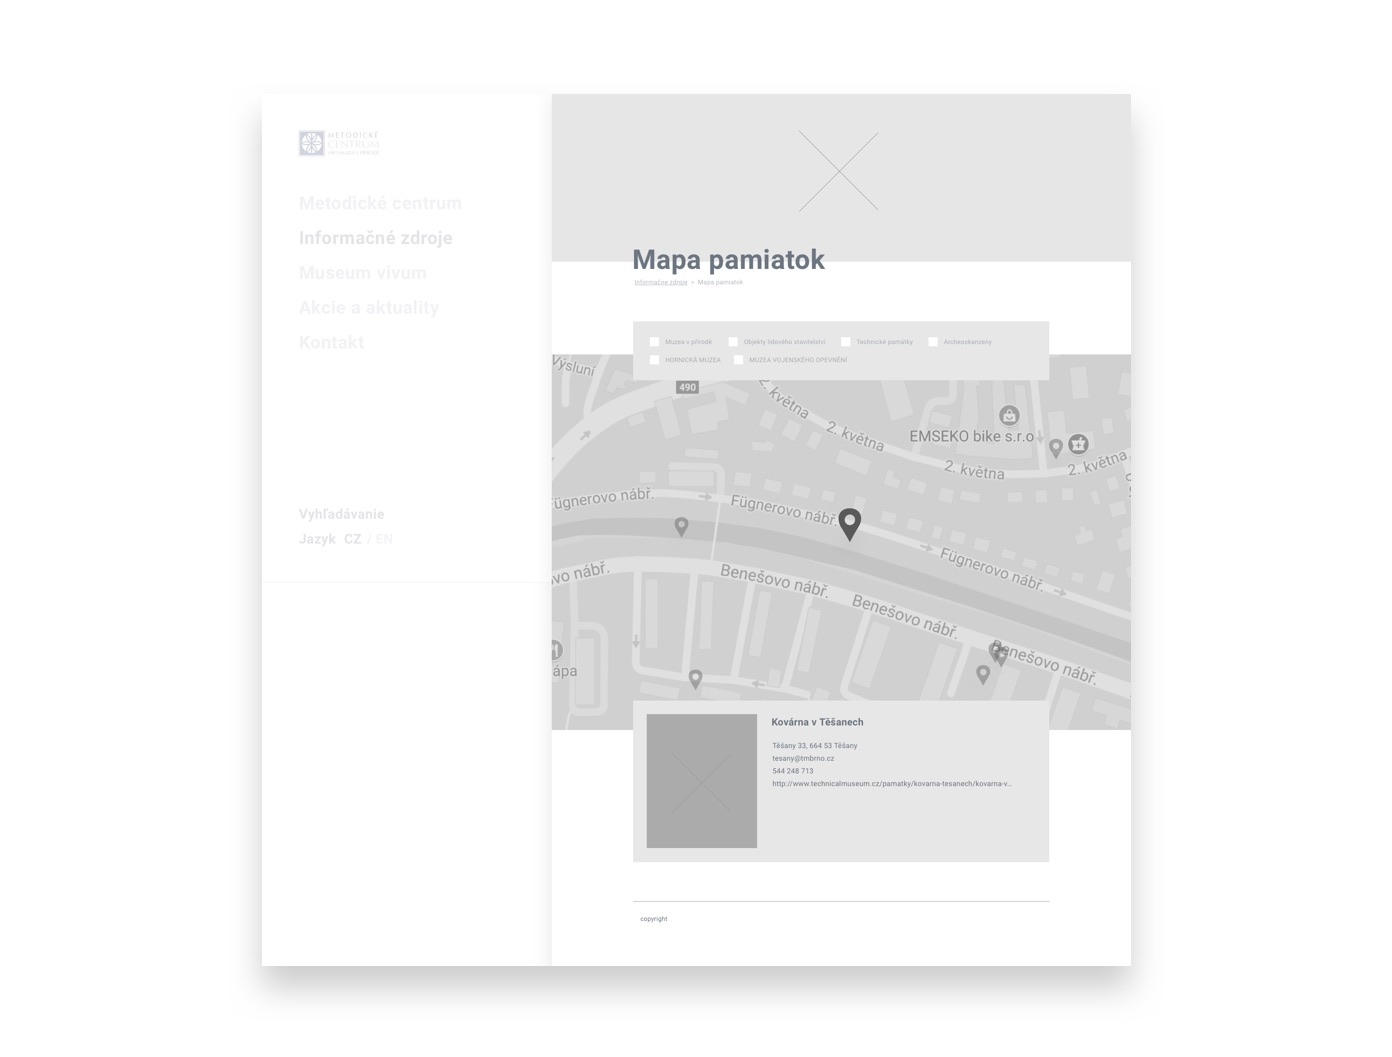 METODICKÉ
CENTRUM
Metodické centrum
Informačné zdroje
Museum vivum
Akcie a aktuality
Kontakt
Vyhľadávanie
Jazyk CZ / EN
Mapa pamiatok
Informačne zdroje > Mapa pamiatok
Muzea v přírodě
Objekty lidového stavitelství
Technické památky
Archeoskanzeny
HORNICKÁ MUZEA
MUZEA VOJENSKÉHO OPEVNĚNÍ
Výsluní
490
2. května
2. května
EMSEKO bike s.r.o
2. května
2. května
Fügnerovo nábř.
Fügnerovo nábř.
Fügnerovo nábř.
vo nábř.
Benešovo nábř.
Benešovo nábř.
Benešovo nábř.
ápa
Kovárna v Těšanech
Těšany 33, 664 53 Těšany
tesany@tmbrno.cz
544 248 713
http://www.technicalmuseum.cz/pamatky/kovarna-tesanech/kovarna-v...
copyright